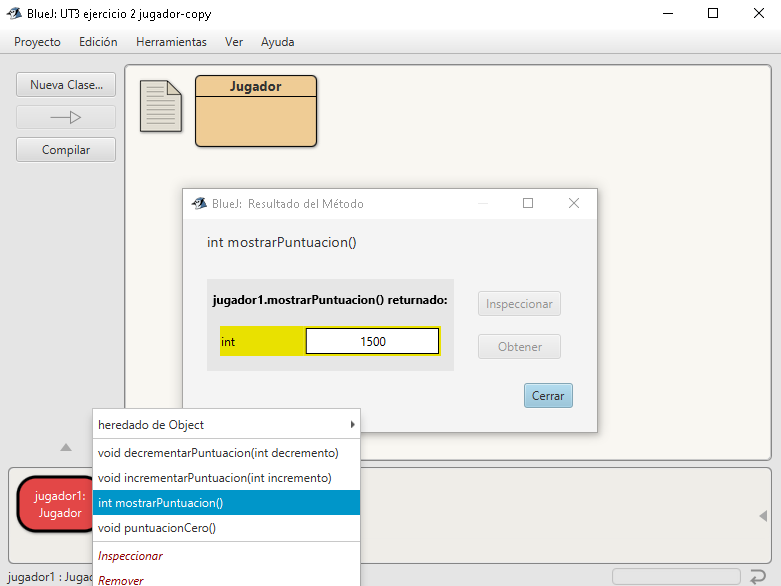 BlueJ: UT3 ejercicio 2 jugador-copy
Proyecto Edición Herramientas Ver Ayuda
Nueva Clase...
Compilar
Jugador
BlueJ: Resultado del Método
int mostrarPuntuacion()
jugador1.mostrarPuntuacion() returnado:
int 1500
Inspeccionar
Obtener
Cerrar
heredado de Object
void decrementarPuntuacion(int decremento)
void incrementarPuntuacion(int incremento)
int mostrarPuntuacion()
void puntuacionCero()
Inspeccionar
Remover
jugador1:
Jugador
jugador1 : Jugad